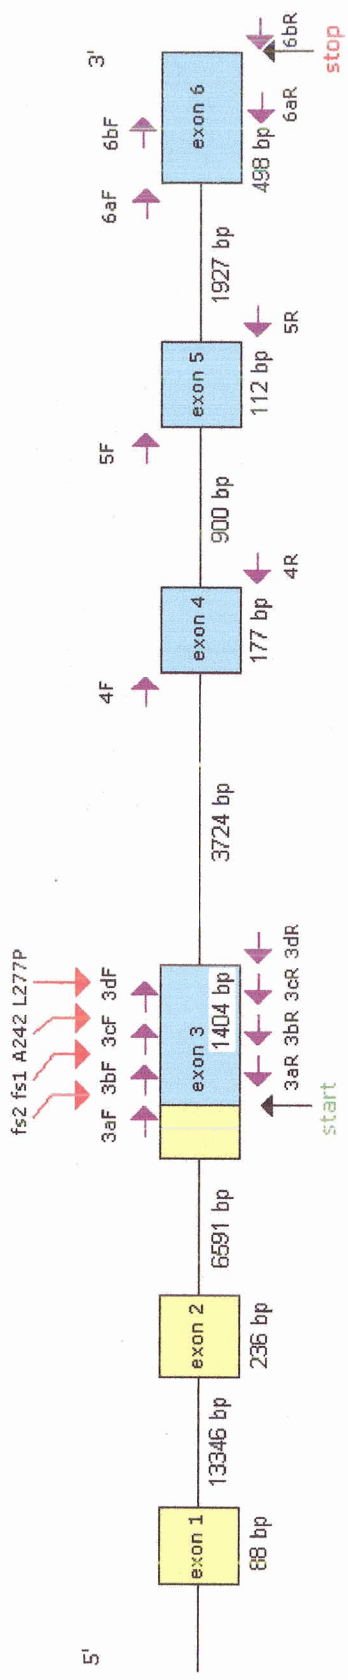 fs2 fs1 A242 L277P
5' 3'
3aF 3bF 3cF 3dF 4F 5F 6aF 6bF
exon 1 exon 2 exon 3 exon 4 exon 5 exon 6
1404 bp
13346 bp 6591 bp 3724 bp 900 bp 1927 bp
88 bp 236 bp 177 bp 112 bp 498 bp
3aR 3bR 3cR 3dR 4R 5R 6aR 6bR
start stop